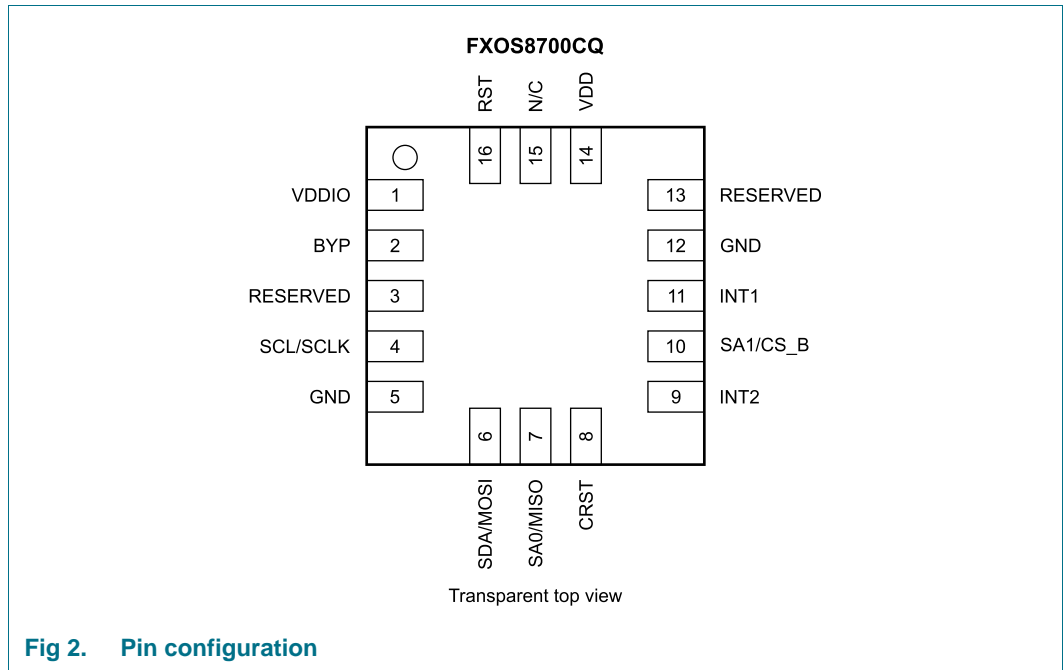 FXOS8700CQ
RST
N/C
VDD
16
15
14
VDDIO
1
13
RESERVED
BYP
2
12
GND
RESERVED
3
11
INT1
SCL/SCLK
4
10
SA1/CS_B
GND
5
9
INT2
6
7
8
SDA/MOSI
SA0/MISO
CRST
Transparent top view
Fig 2. Pin configuration